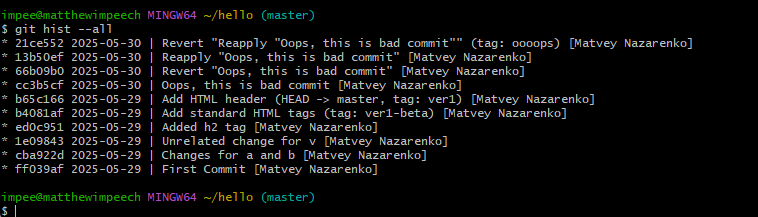 impee@matthewimpeech MINGW64 ~/hello (master)
$ git hist --all
* 21ce552 2025-05-30 | Revert "Reapply "Oops, this is bad commit"" (tag: oooops) [Matvey Nazarenko]
* 13b50ef 2025-05-30 | Reapply "Oops, this is bad commit" [Matvey Nazarenko]
* 66b09b0 2025-05-30 | Revert "Oops, this is bad commit" [Matvey Nazarenko]
* cc3b5cf 2025-05-30 | Oops, this is bad commit [Matvey Nazarenko]
* b65c166 2025-05-29 | Add HTML header (HEAD -> master, tag: ver1) [Matvey Nazarenko]
* b4081af 2025-05-29 | Add standard HTML tags (tag: ver1-beta) [Matvey Nazarenko]
* ed0c951 2025-05-29 | Added h2 tag [Matvey Nazarenko]
* 1e09843 2025-05-29 | Unrelated change for v [Matvey Nazarenko]
* cba922d 2025-05-29 | Changes for a and b [Matvey Nazarenko]
* ff039af 2025-05-29 | First Commit [Matvey Nazarenko]
impee@matthewimpeech MINGW64 ~/hello (master)
$